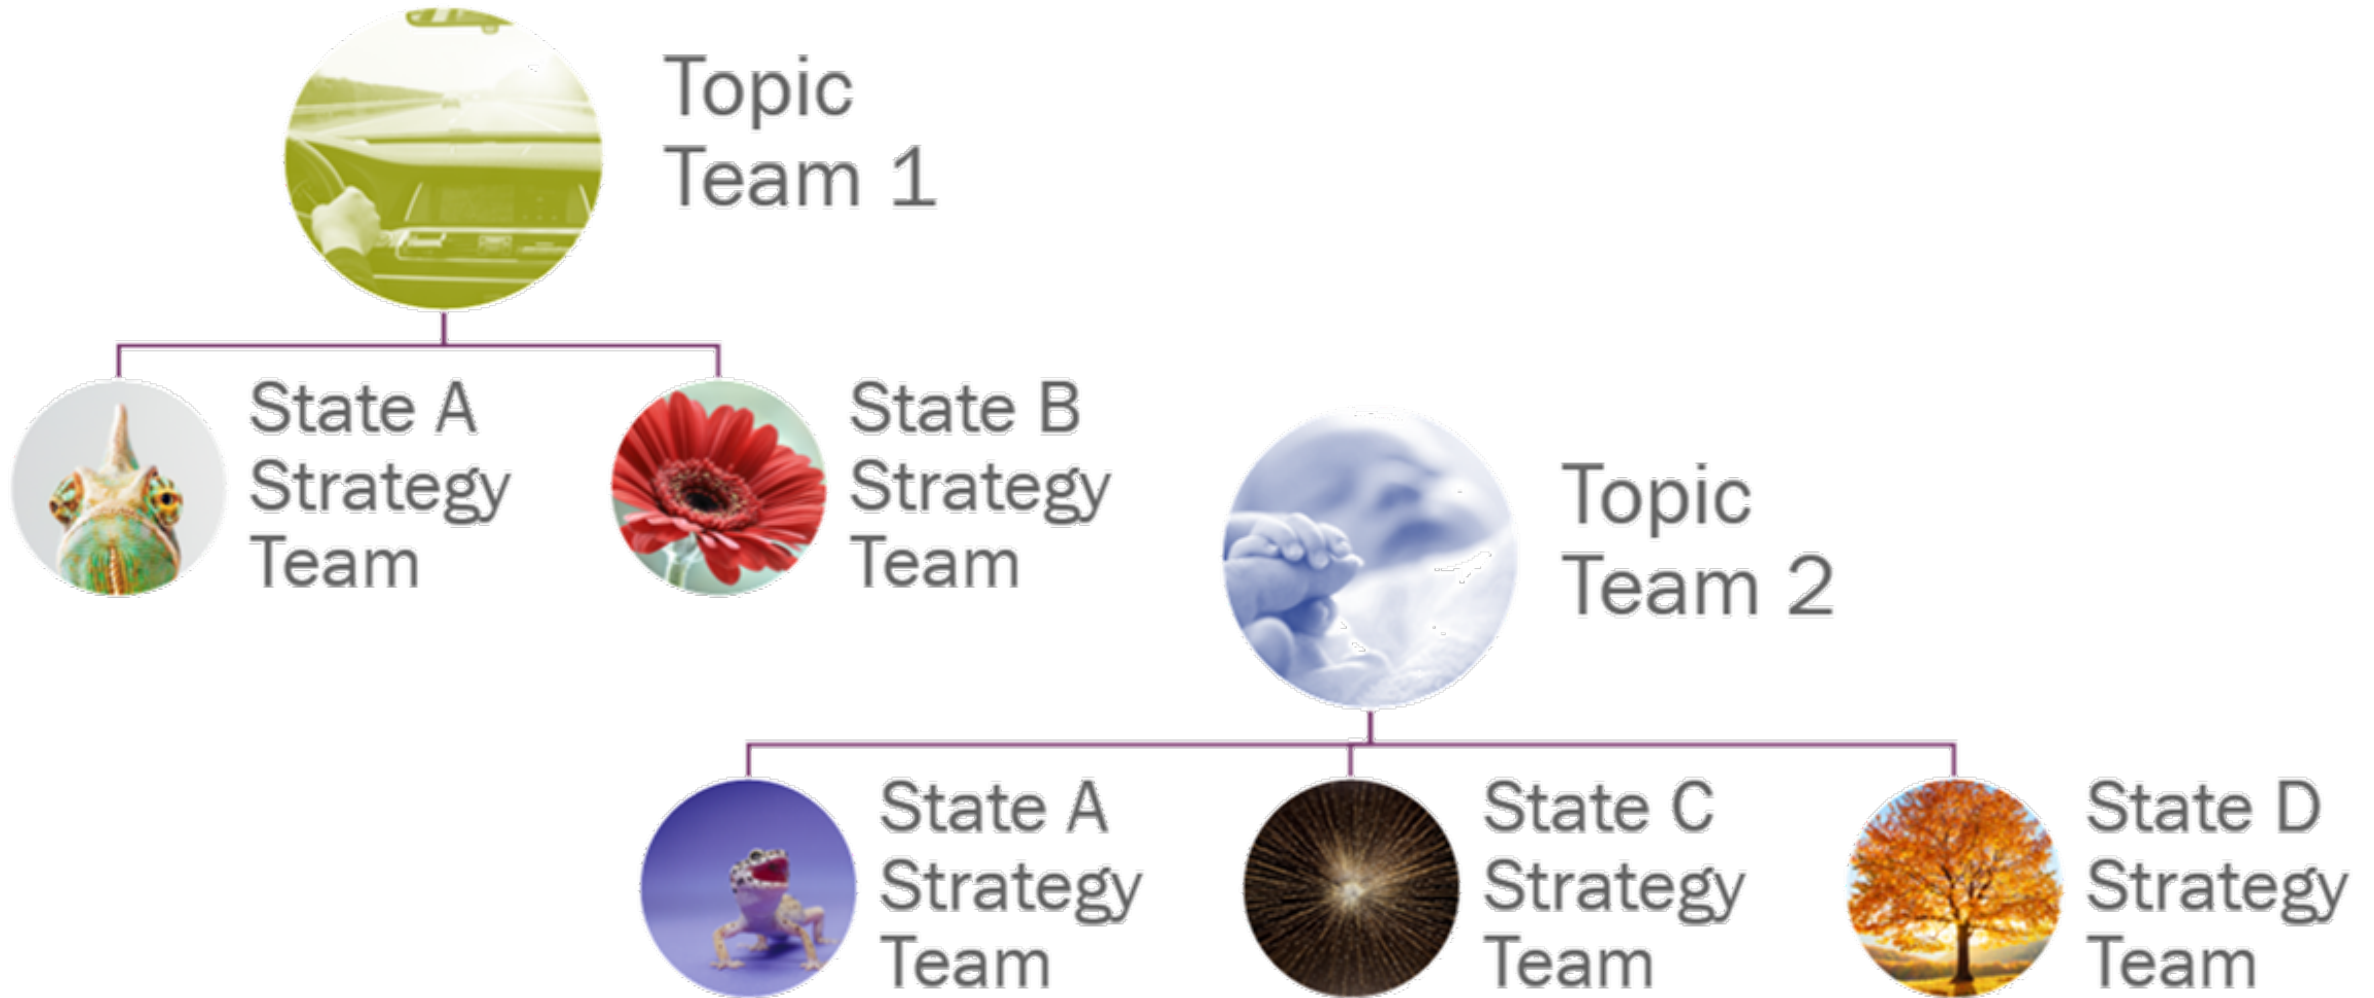 Topic
Team 1
State A
Strategy
Team
State B
Strategy
Team
Topic
Team 2
State A
Strategy
Team
State C
Strategy
Team
State D
Strategy
Team